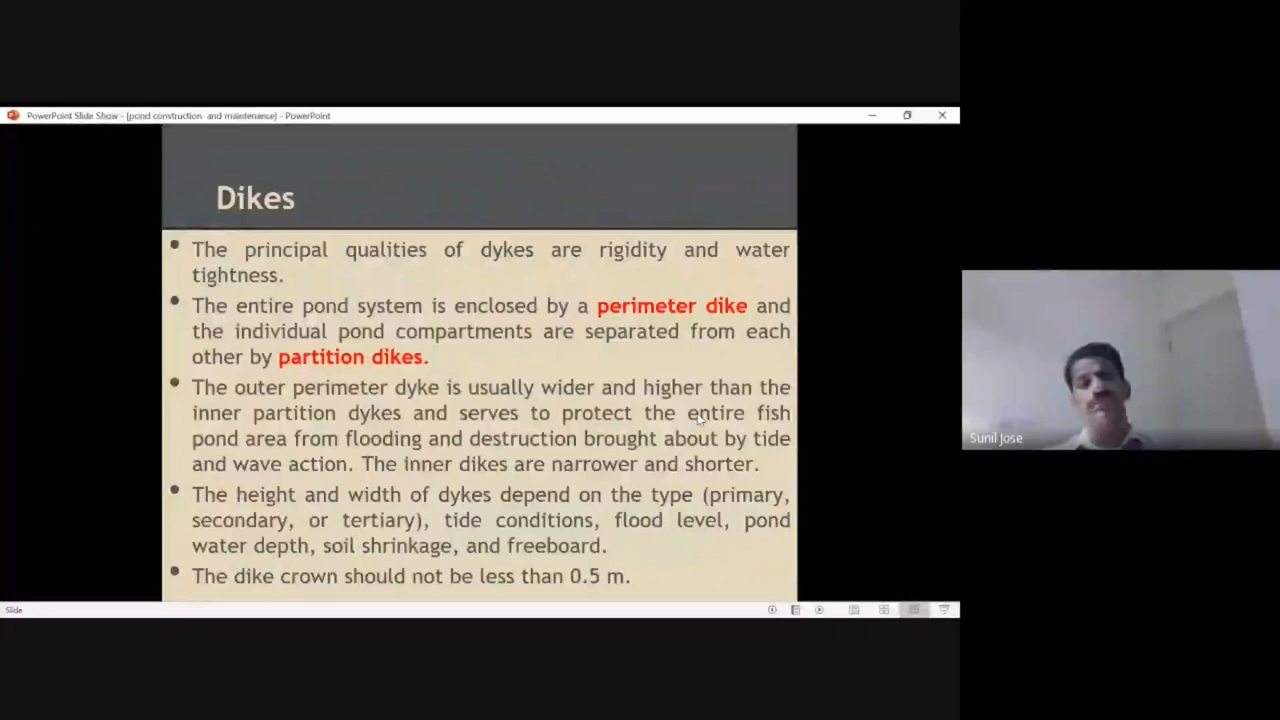 PowerPoint Slide Show - [pond construction and maintenance] - PowerPoint
Dikes
• The principal qualities of dykes are rigidity and water
tightness.
• The entire pond system is enclosed by a perimeter dike and
the individual pond compartments are separated from each
other by partition dikes.
• The outer perimeter dyke is usually wider and higher than the
inner partition dykes and serves to protect the entire fish
pond area from flooding and destruction brought about by tide
and wave action. The inner dikes are narrower and shorter.
• The height and width of dykes depend on the type (primary,
secondary, or tertiary), tide conditions, flood level, pond
water depth, soil shrinkage, and freeboard.
• The dike crown should not be less than 0.5 m.
Slide
Sunil Jose